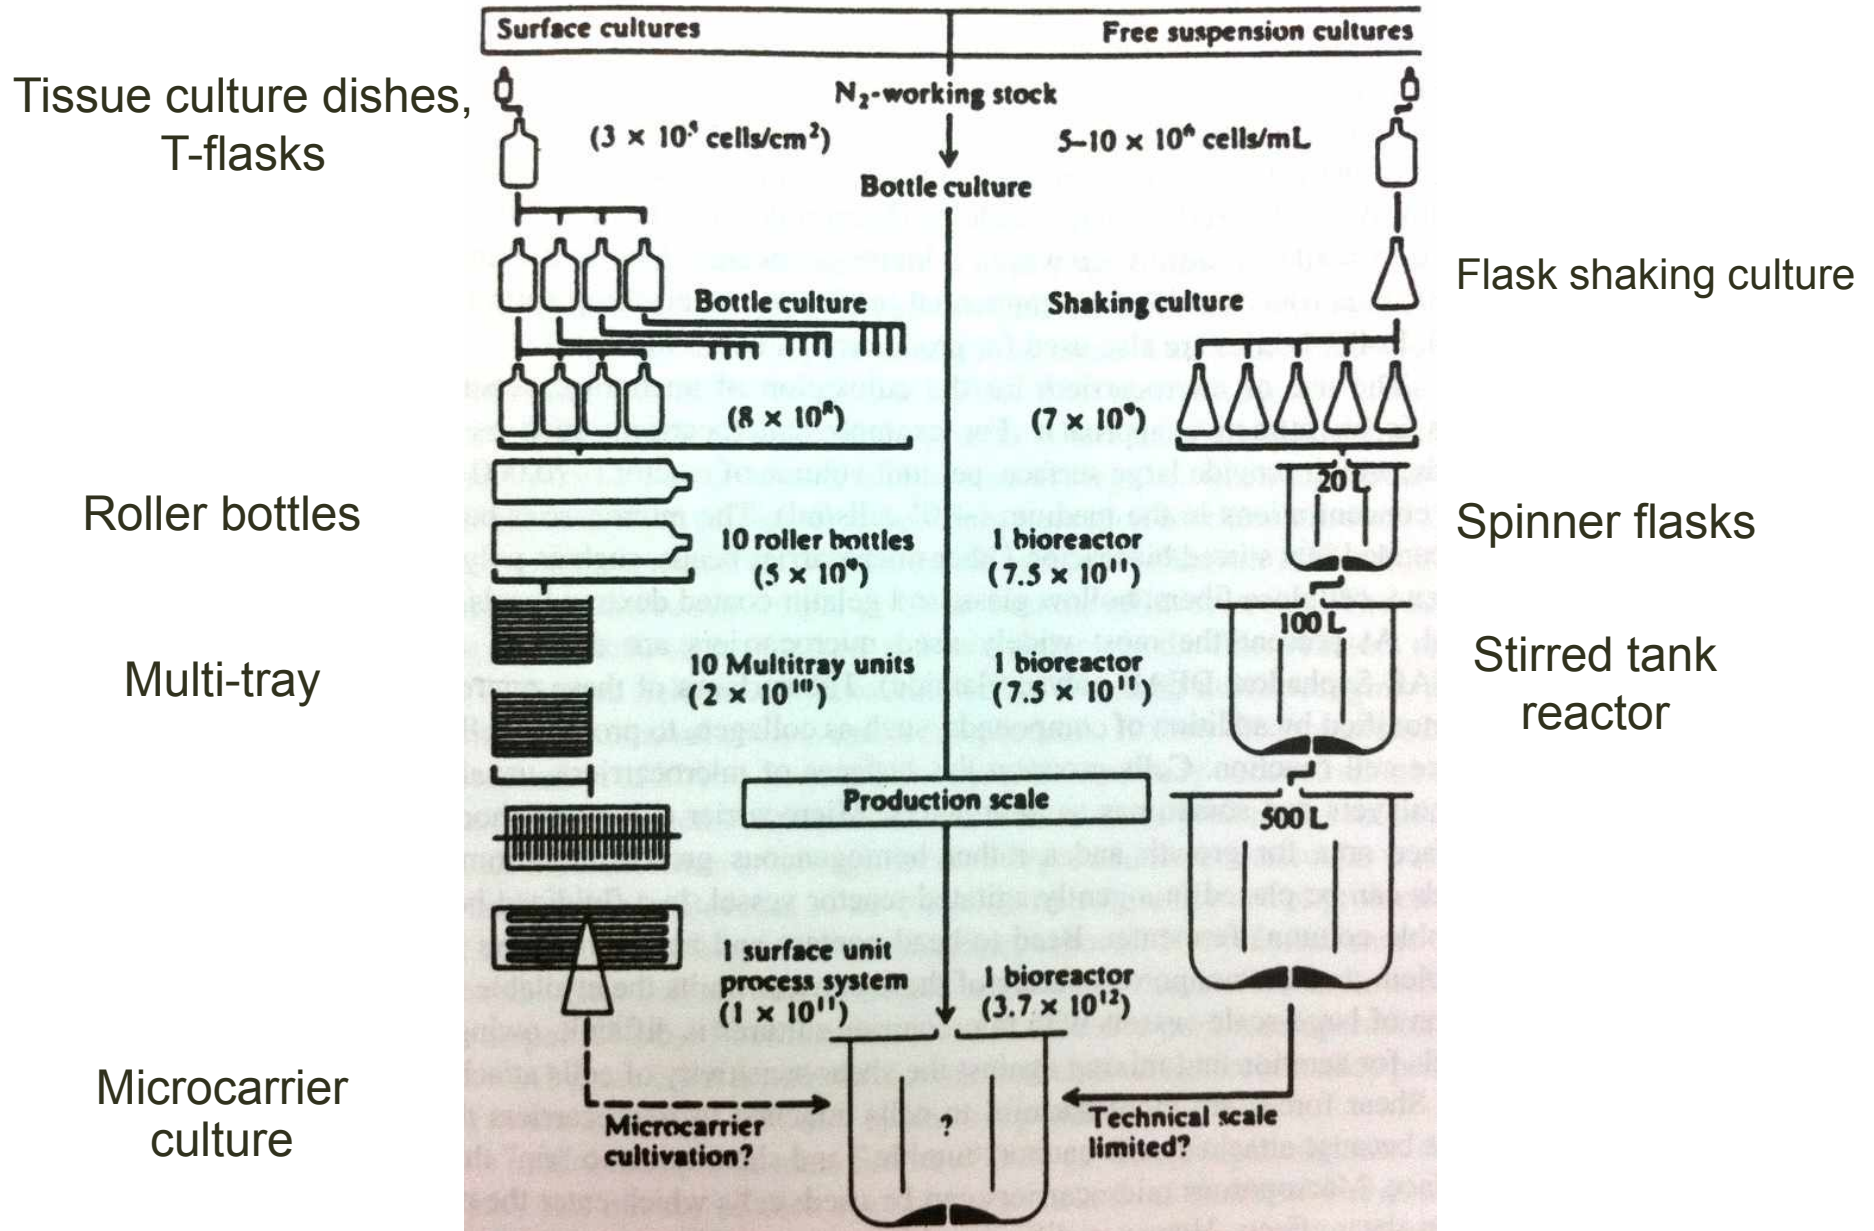 Surface cultures
Free suspension cultures
Tissue culture dishes,
T-flasks
N₂-working stock
(3 × 10⁵ cells/cm²)
5–10 × 10⁶ cells/mL
Bottle culture
Bottle culture
Shaking culture
Flask shaking culture
(8 × 10⁸)
(7 × 10⁹)
Roller bottles
10 roller bottles
(5 × 10⁹)
1 bioreactor
(7.5 × 10¹¹)
20 L
Spinner flasks
Multi-tray
10 Multitray units
(2 × 10¹⁰)
1 bioreactor
(7.5 × 10¹¹)
100 L
Stirred tank
reactor
Production scale
500 L
1 surface unit
process system
(1 × 10¹¹)
1 bioreactor
(3.7 × 10¹²)
Microcarrier
culture
Microcarrier
cultivation?
?
Technical scale
limited?